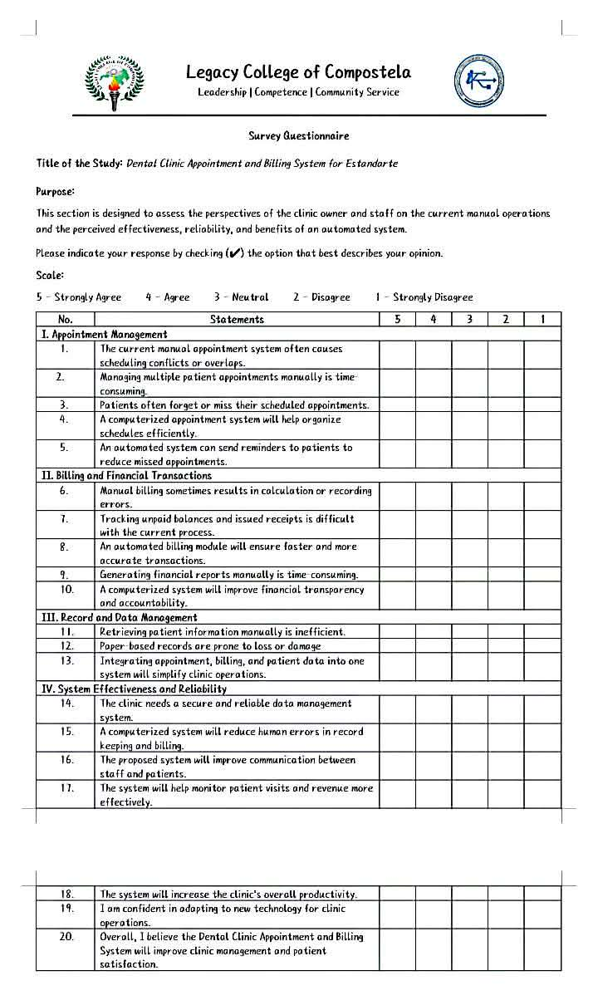 Legacy College of Compostela
Leadership | Competence | Community Service
Survey Questionnaire
Title of the Study: Dental Clinic Appointment and Billing System for Estandarte
Purpose:
This section is designed to assess the perspectives of the clinic owner and staff on the current manual operations
and the perceived effectiveness, reliability, and benefits of an automated system.
Please indicate your response by checking (✔) the option that best describes your opinion.
Scale:
5 - Strongly Agree 4 - Agree 3 - Neutral 2 - Disagree 1 - Strongly Disagree
No. Statements 5 4 3 2 1
I. Appointment Management
1. The current manual appointment system often causes
scheduling conflicts or overlaps.
2. Managing multiple patient appointments manually is time-
consuming.
3. Patients often forget or miss their scheduled appointments.
4. A computerized appointment system will help organize
schedules efficiently.
5. An automated system can send reminders to patients to
reduce missed appointments.
II. Billing and Financial Transactions
6. Manual billing sometimes results in calculation or recording
errors.
7. Tracking unpaid balances and issued receipts is difficult
with the current process.
8. An automated billing module will ensure faster and more
accurate transactions.
9. Generating financial reports manually is time-consuming.
10. A computerized system will improve financial transparency
and accountability.
III. Record and Data Management
11. Retrieving patient information manually is inefficient.
12. Paper-based records are prone to loss or damage
13. Integrating appointment, billing, and patient data into one
system will simplify clinic operations.
IV. System Effectiveness and Reliability
14. The clinic needs a secure and reliable data management
system.
15. A computerized system will reduce human errors in record
keeping and billing.
16. The proposed system will improve communication between
staff and patients.
17. The system will help monitor patient visits and revenue more
effectively.
18. The system will increase the clinic's overall productivity.
19. I am confident in adapting to new technology for clinic
operations.
20. Overall, I believe the Dental Clinic Appointment and Billing
System will improve clinic management and patient
satisfaction.